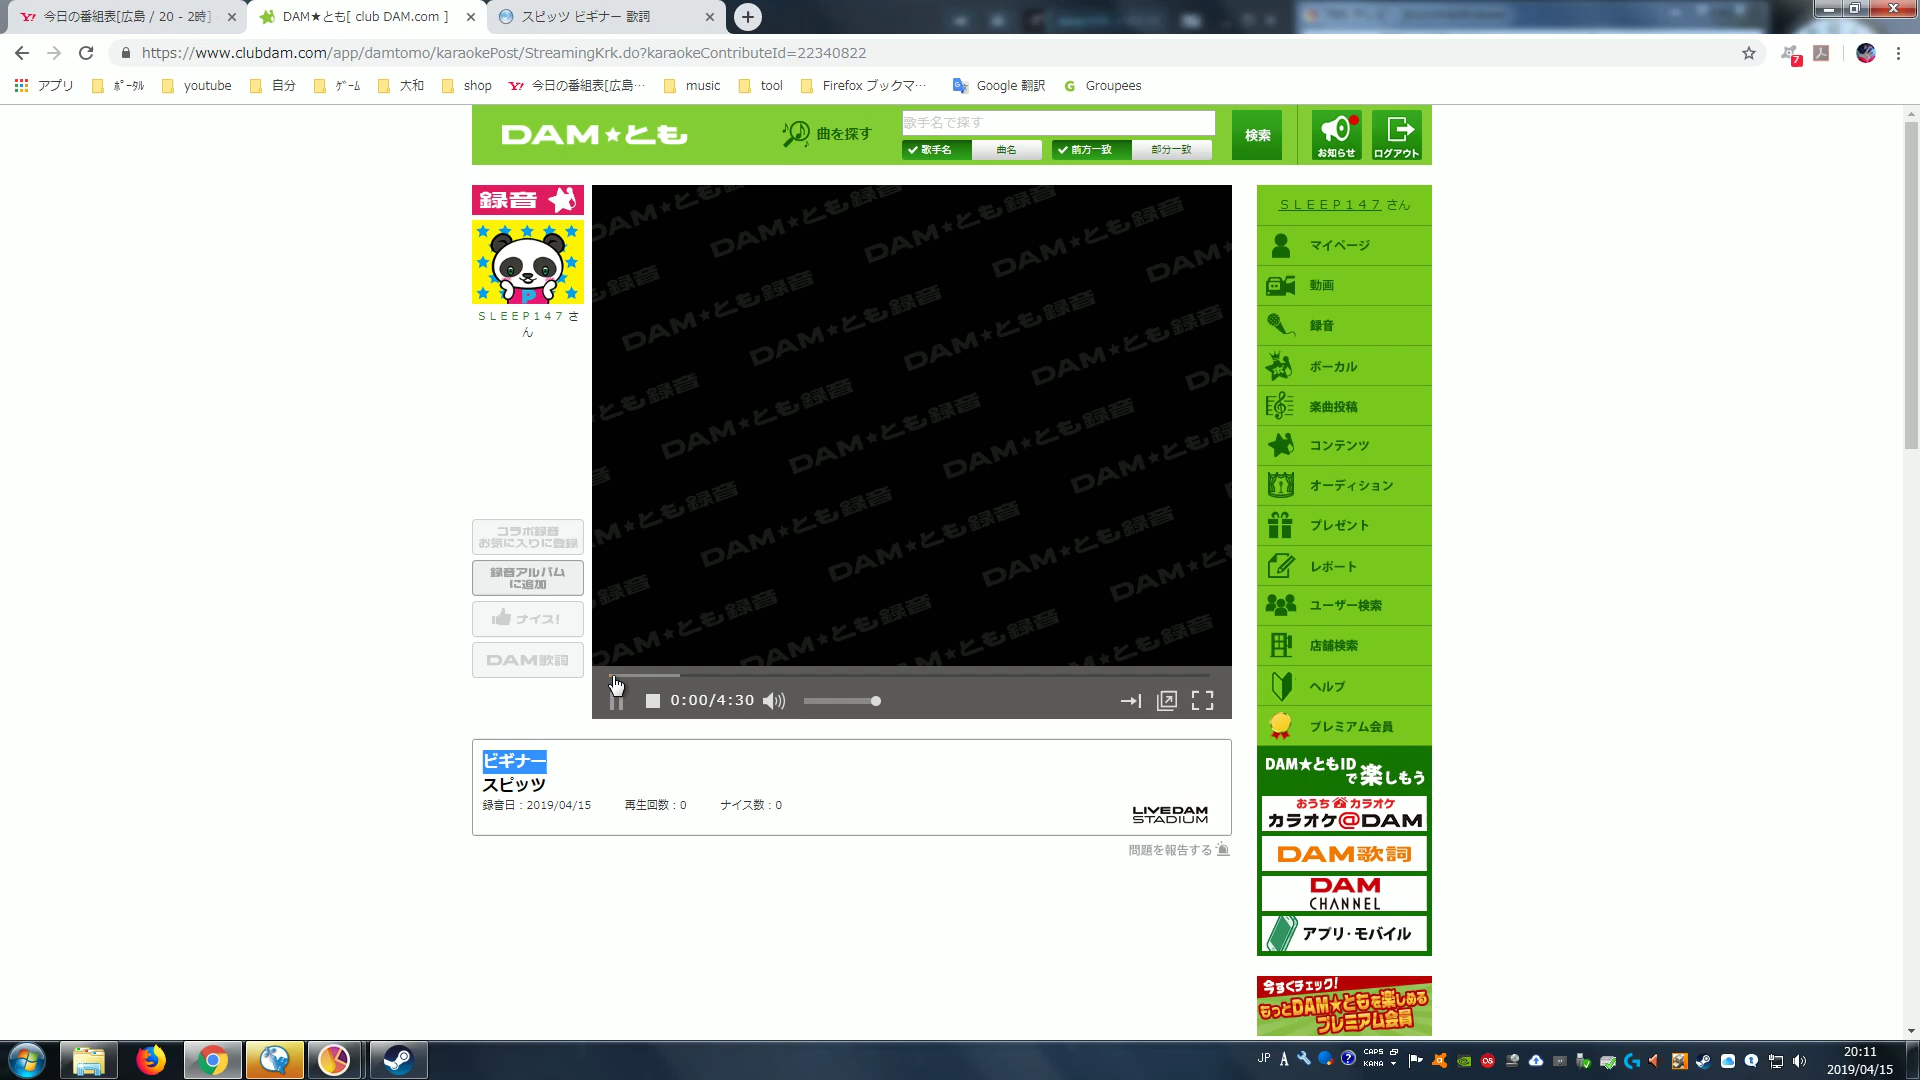 今日の番組表[広島 / 20 - 2時]
DAM★とも[ club DAM.com ]
スピッツ ビギナー 歌詞
https://www.clubdam.com/app/damtomo/karaokePost/StreamingKrk.do?karaokeContributeId=22340822
7
アプリ
ﾎﾟｰﾀﾙ
youtube
自分
ｹﾞｰﾑ
大和
shop
今日の番組表[広島…
music
tool
Firefox ブックマ…
Google 翻訳
Groupees
DAM★とも
曲を探す
歌手名で探す
歌手名
曲名
前方一致
部分一致
検索
お知らせ
ログアウト
録音
ＳＬＥＥＰ１４７ さ
ん
コラボ録音
お気に入りに登録
録音アルバム
に追加
ナイス!
DAM歌詞
DAM★とも録音
0:00/4:30
ビギナー
スピッツ
録音日：2019/04/15
再生回数：0
ナイス数：0
LIVEDAM
STADIUM
問題を報告する
ＳＬＥＥＰ１４７ さん
マイページ
動画
録音
ボーカル
楽曲投稿
コンテンツ
オーディション
プレゼント
レポート
ユーザー検索
店舗検索
ヘルプ
プレミアム会員
DAM★ともID
で楽しもう
おうちカラオケ
カラオケ@DAM
DAM歌詞
DAM
CHANNEL
アプリ・モバイル
今すぐチェック!
もっとDAM★ともを楽しめる
プレミアム会員
JP
A
CAPS
KANA
20:11
2019/04/15